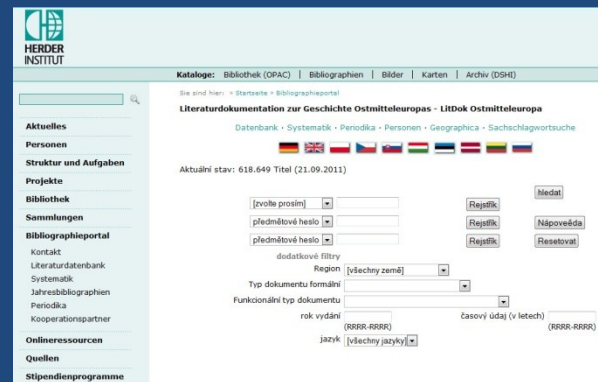 HERDER
INSTITUT
Kataloge: Bibliothek (OPAC) | Bibliographien | Bilder | Karten | Archiv (DSHI)
Sie sind hier: > Startseite > Bibliographieportal
Literaturdokumentation zur Geschichte Ostmitteleuropas - LitDok Ostmitteleuropa
Datenbank · Systematik · Periodika · Personen · Geographica · Sachschlagwortsuche
Aktuální stav: 618.649 Titel (21.09.2011)
hledat
[zvolte prosím] Rejstřík
předmětové heslo Rejstřík Nápoveěda
předmětové heslo Rejstřík Resetovat
dodatkové filtry
Region [všechny země]
Typ dokumentu formální
Funkcionální typ dokumentu
rok vydání časový údaj (v letech)
(RRRR-RRRR) (RRRR-RRRR)
jazyk [všechny jazyky]
Aktuelles
Personen
Struktur und Aufgaben
Projekte
Bibliothek
Sammlungen
Bibliographieportal
Kontakt
Literaturdatenbank
Systematik
Jahresbibliographien
Periodika
Kooperationspartner
Onlineressourcen
Quellen
Stipendienprogramme